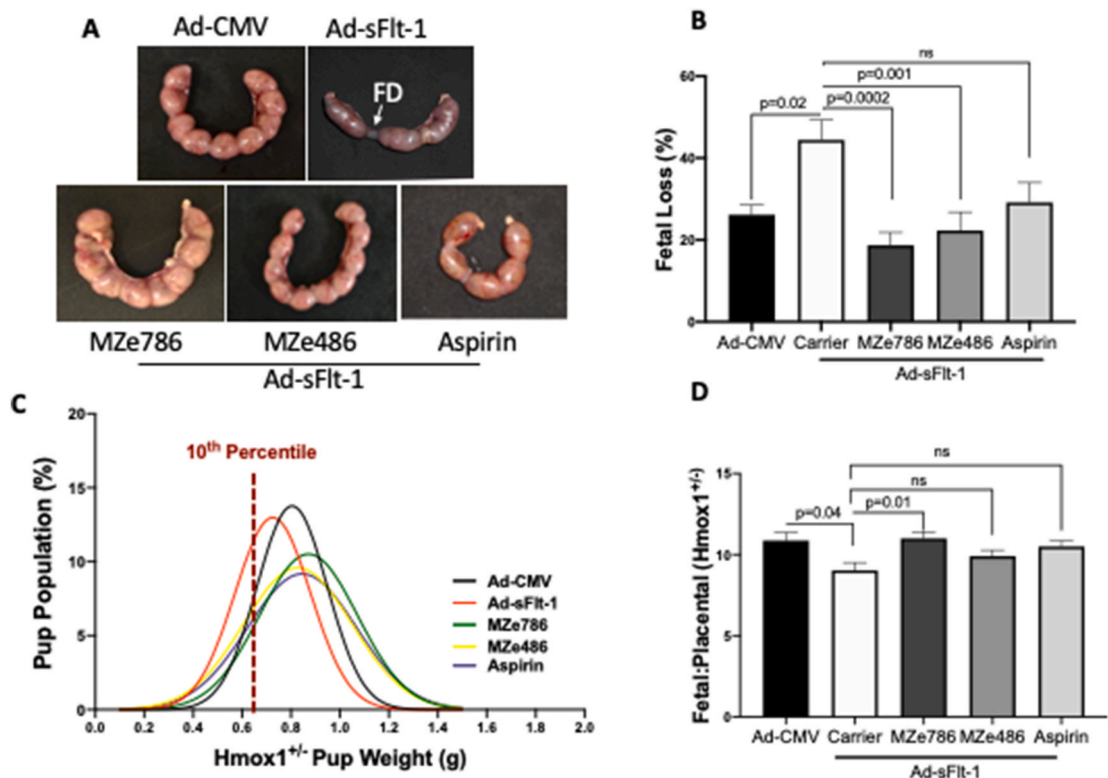 A
Ad-CMV
Ad-sFlt-1
FD
MZe786
MZe486
Aspirin
Ad-sFlt-1
B
ns
p=0.001
p=0.02
p=0.0002
Fetal Loss (%)
60
40
20
0
Ad-CMV Carrier MZe786 MZe486 Aspirin
Ad-sFlt-1
C
10th Percentile
Pup Population (%)
20
15
10
5
0
Ad-CMV
Ad-sFlt-1
MZe786
MZe486
Aspirin
0.0 0.2 0.4 0.6 0.8 1.0 1.2 1.4 1.6 1.8 2.0
Hmox1+/- Pup Weight (g)
D
ns
ns
p=0.04
p=0.01
Fetal:Placental (Hmox1+/-)
15
10
5
0
Ad-CMV Carrier MZe786 MZe486 Aspirin
Ad-sFlt-1